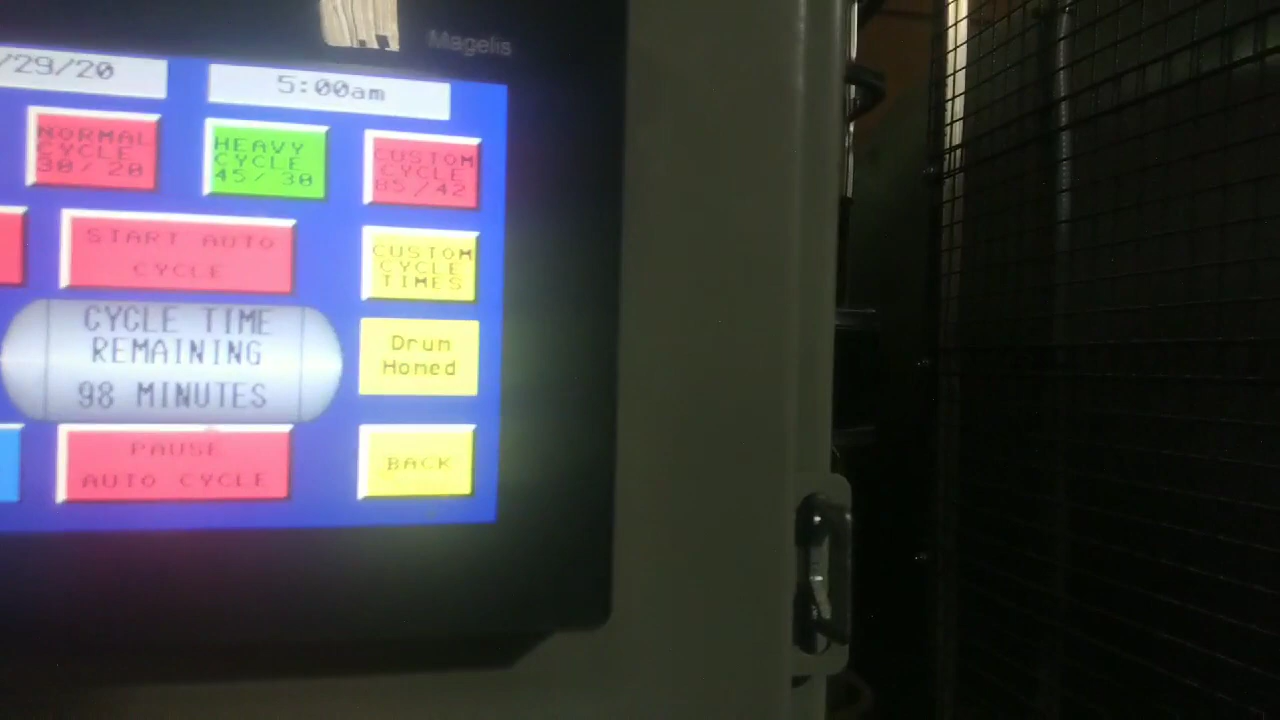 Magelis
/29/20
5:00am
NORMAL
CYCLE
30/20
HEAVY
CYCLE
45/30
CUSTOM
CYCLE
85/42
START AUTO
CYCLE
CUSTOM
CYCLE
TIMES
CYCLE TIME
REMAINING
98 MINUTES
Drum
Homed
PAUSE
AUTO CYCLE
BACK